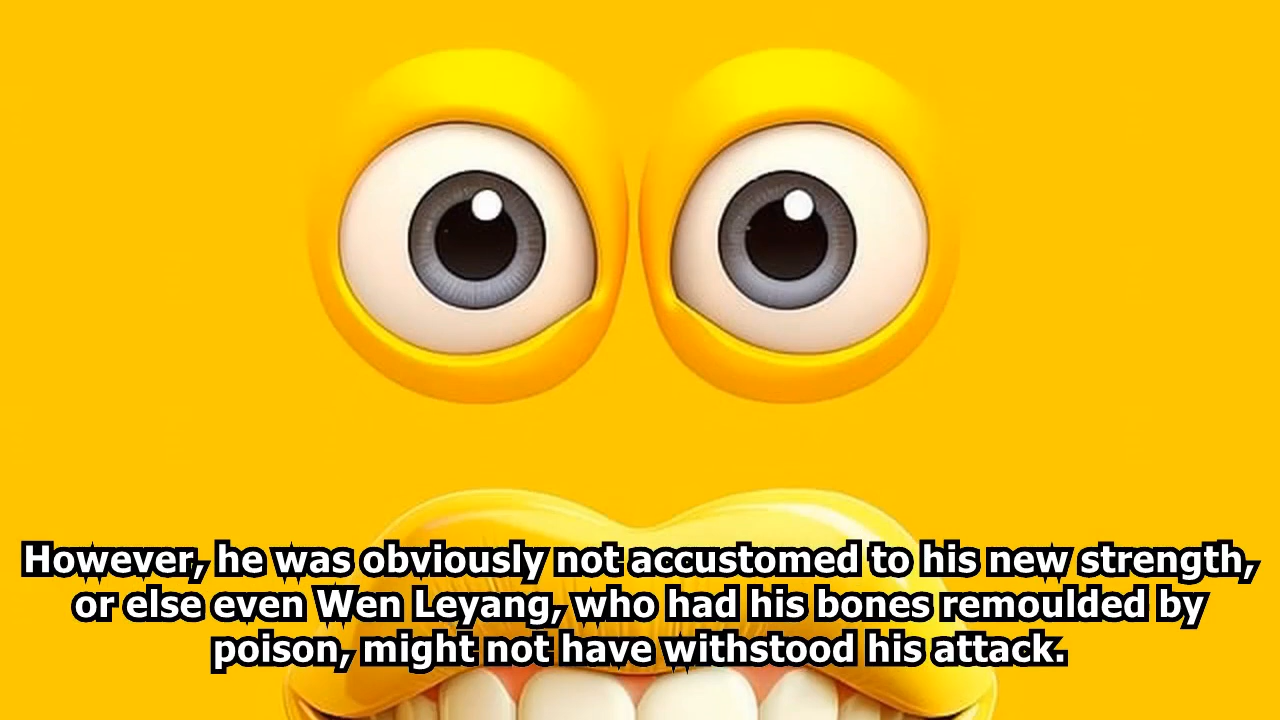 However, he was obviously not accustomed to his new strength,
or else even Wen Leyang, who had his bones remoulded by
poison, might not have withstood his attack.